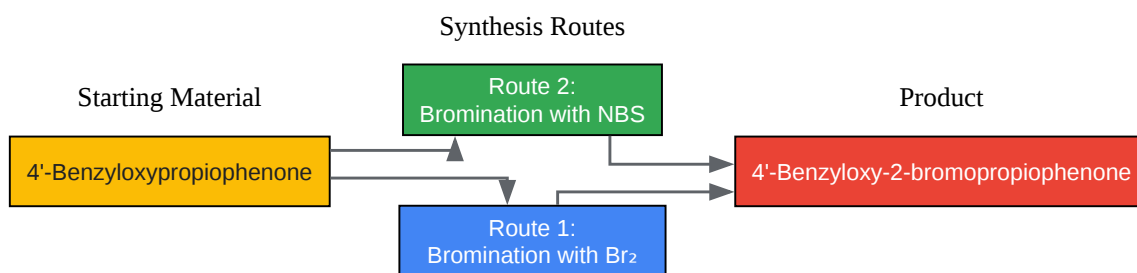 Synthesis Routes
Starting Material
Route 2:
Bromination with NBS
Product
4'-Benzyloxypropiophenone
4'-Benzyloxy-2-bromopropiophenone
Route 1:
Bromination with Br₂